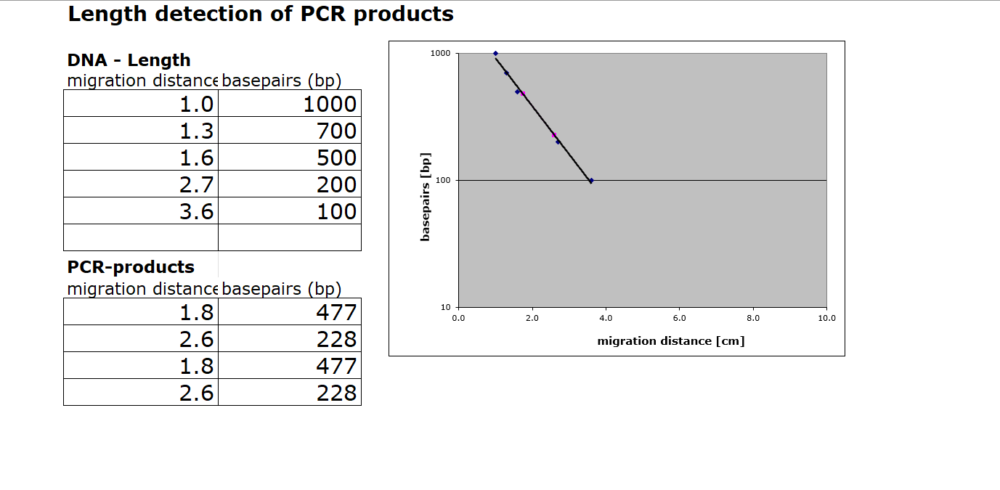 Length detection of PCR products
DNA - Length
migration distance basepairs (bp)
1.0 1000
1.3 700
1.6 500
2.7 200
3.6 100
PCR-products
migration distance basepairs (bp)
1.8 477
2.6 228
1.8 477
2.6 228
1000
100
10
basepairs [bp]
0.0 2.0 4.0 6.0 8.0 10.0
migration distance [cm]